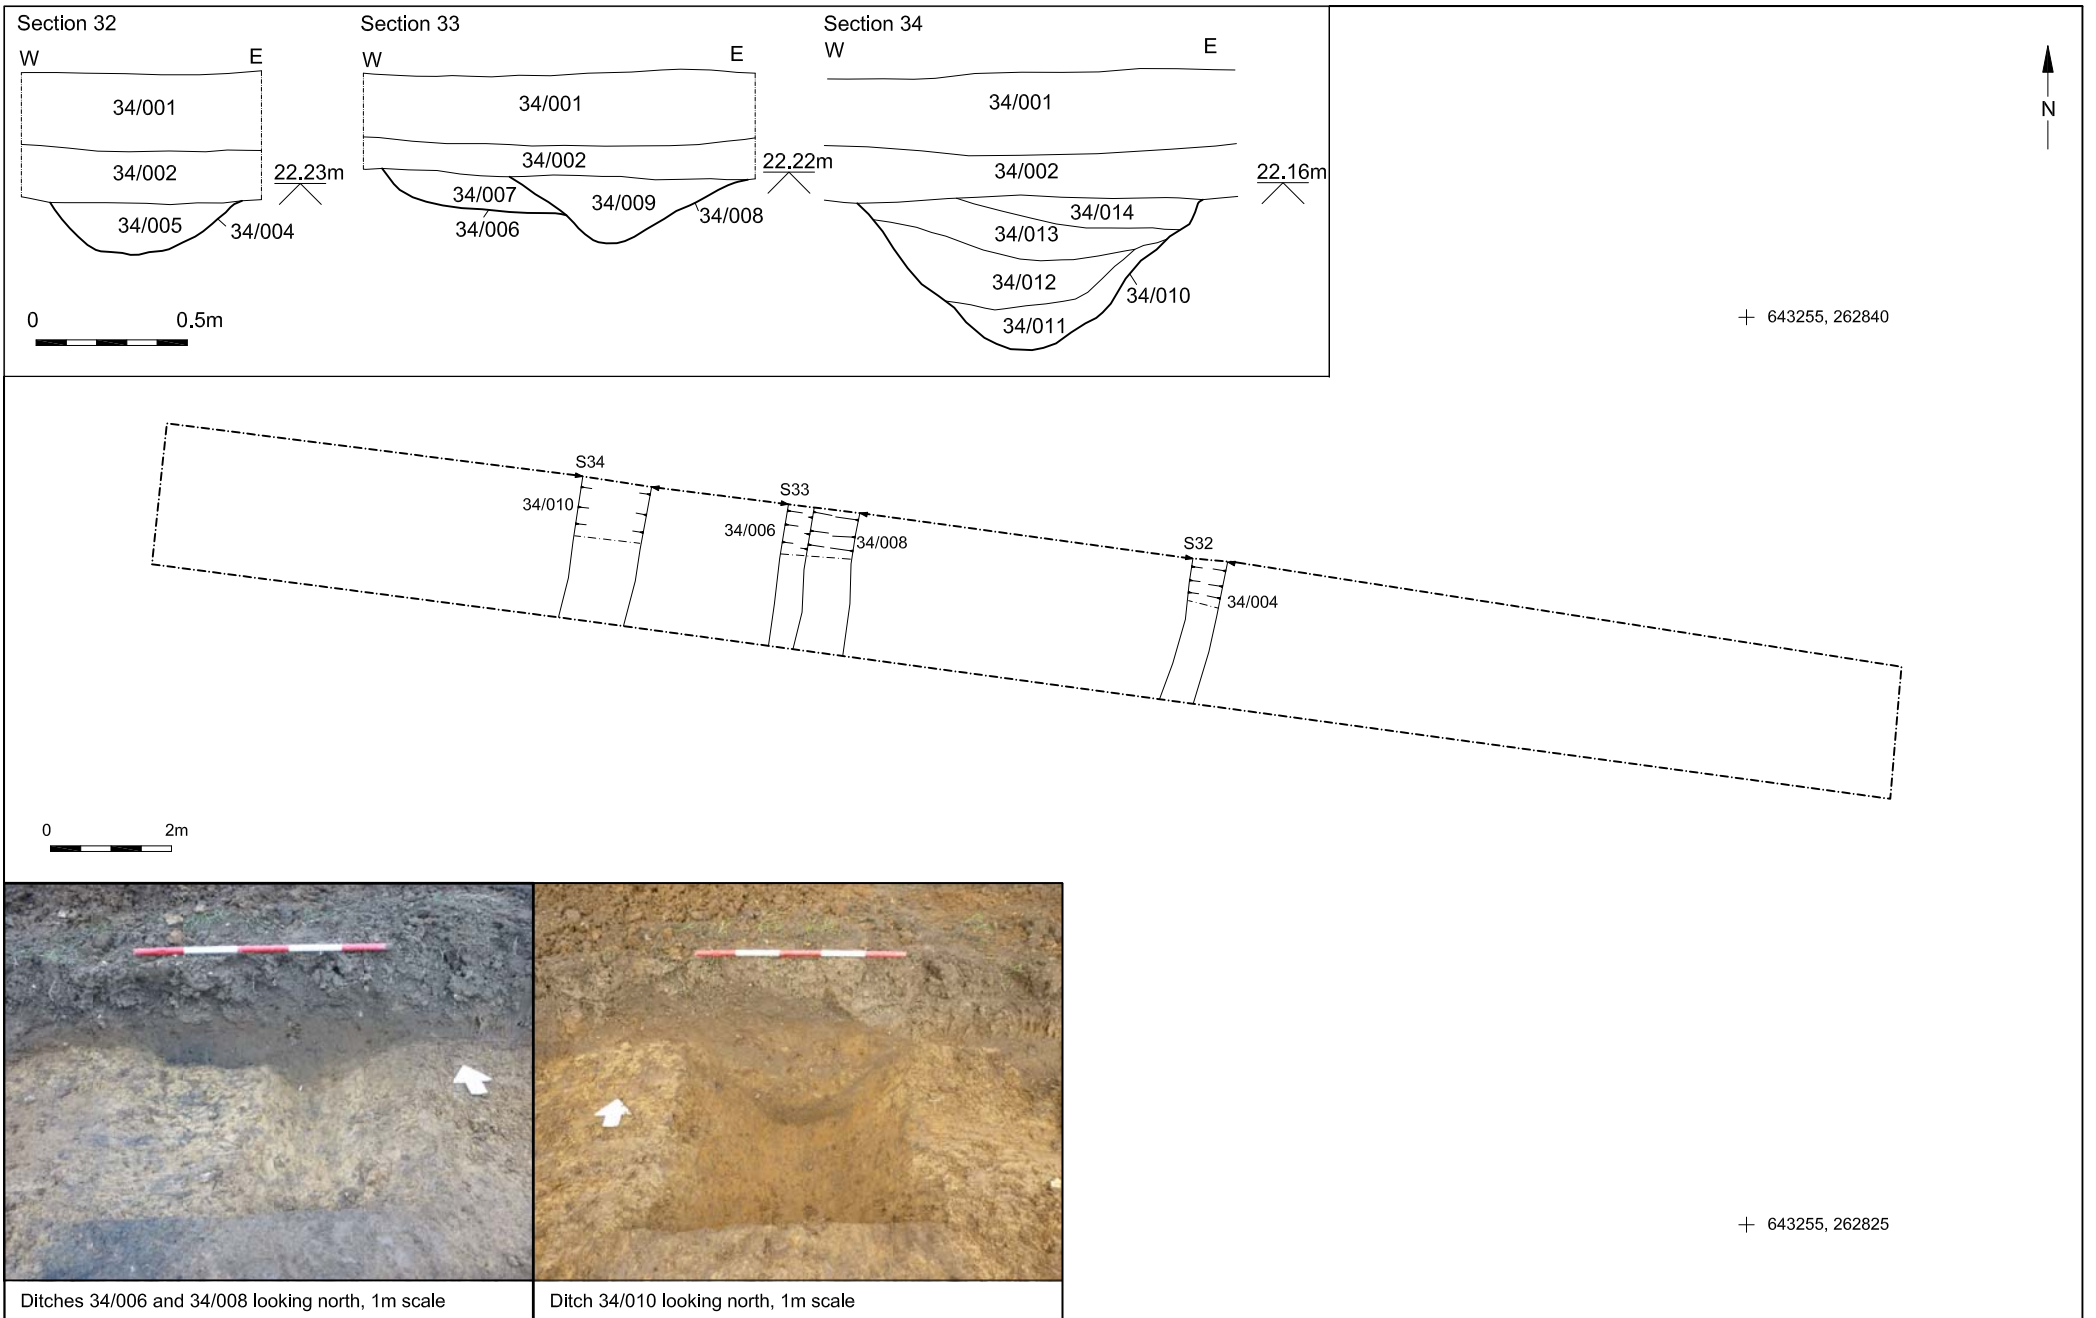 Section 32
W E
34/001
34/002
22.23m
34/005
34/004
0 0.5m
Section 33
W E
34/001
34/002
22.22m
34/007
34/009
34/008
34/006
Section 34
W E
34/001
34/002
22.16m
34/014
34/013
34/012
34/010
34/011
N
643255, 262840
S34
34/010
S33
34/006
34/008
S32
34/004
0 2m
643255, 262825
Ditches 34/006 and 34/008 looking north, 1m scale
Ditch 34/010 looking north, 1m scale